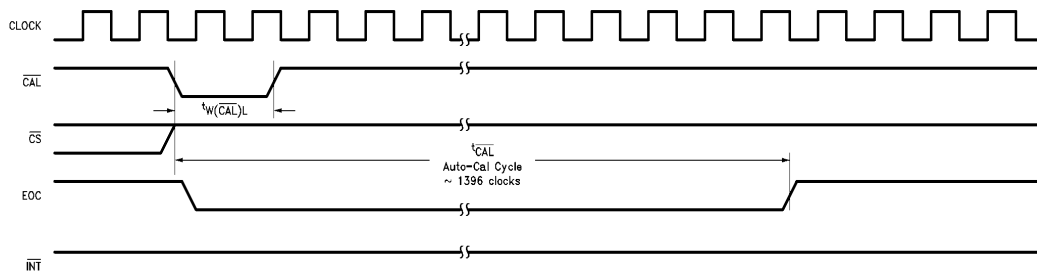 CLOCK
CAL
tW(CAL)L
CS
tCAL
Auto-Cal Cycle
~ 1396 clocks
EOC
INT